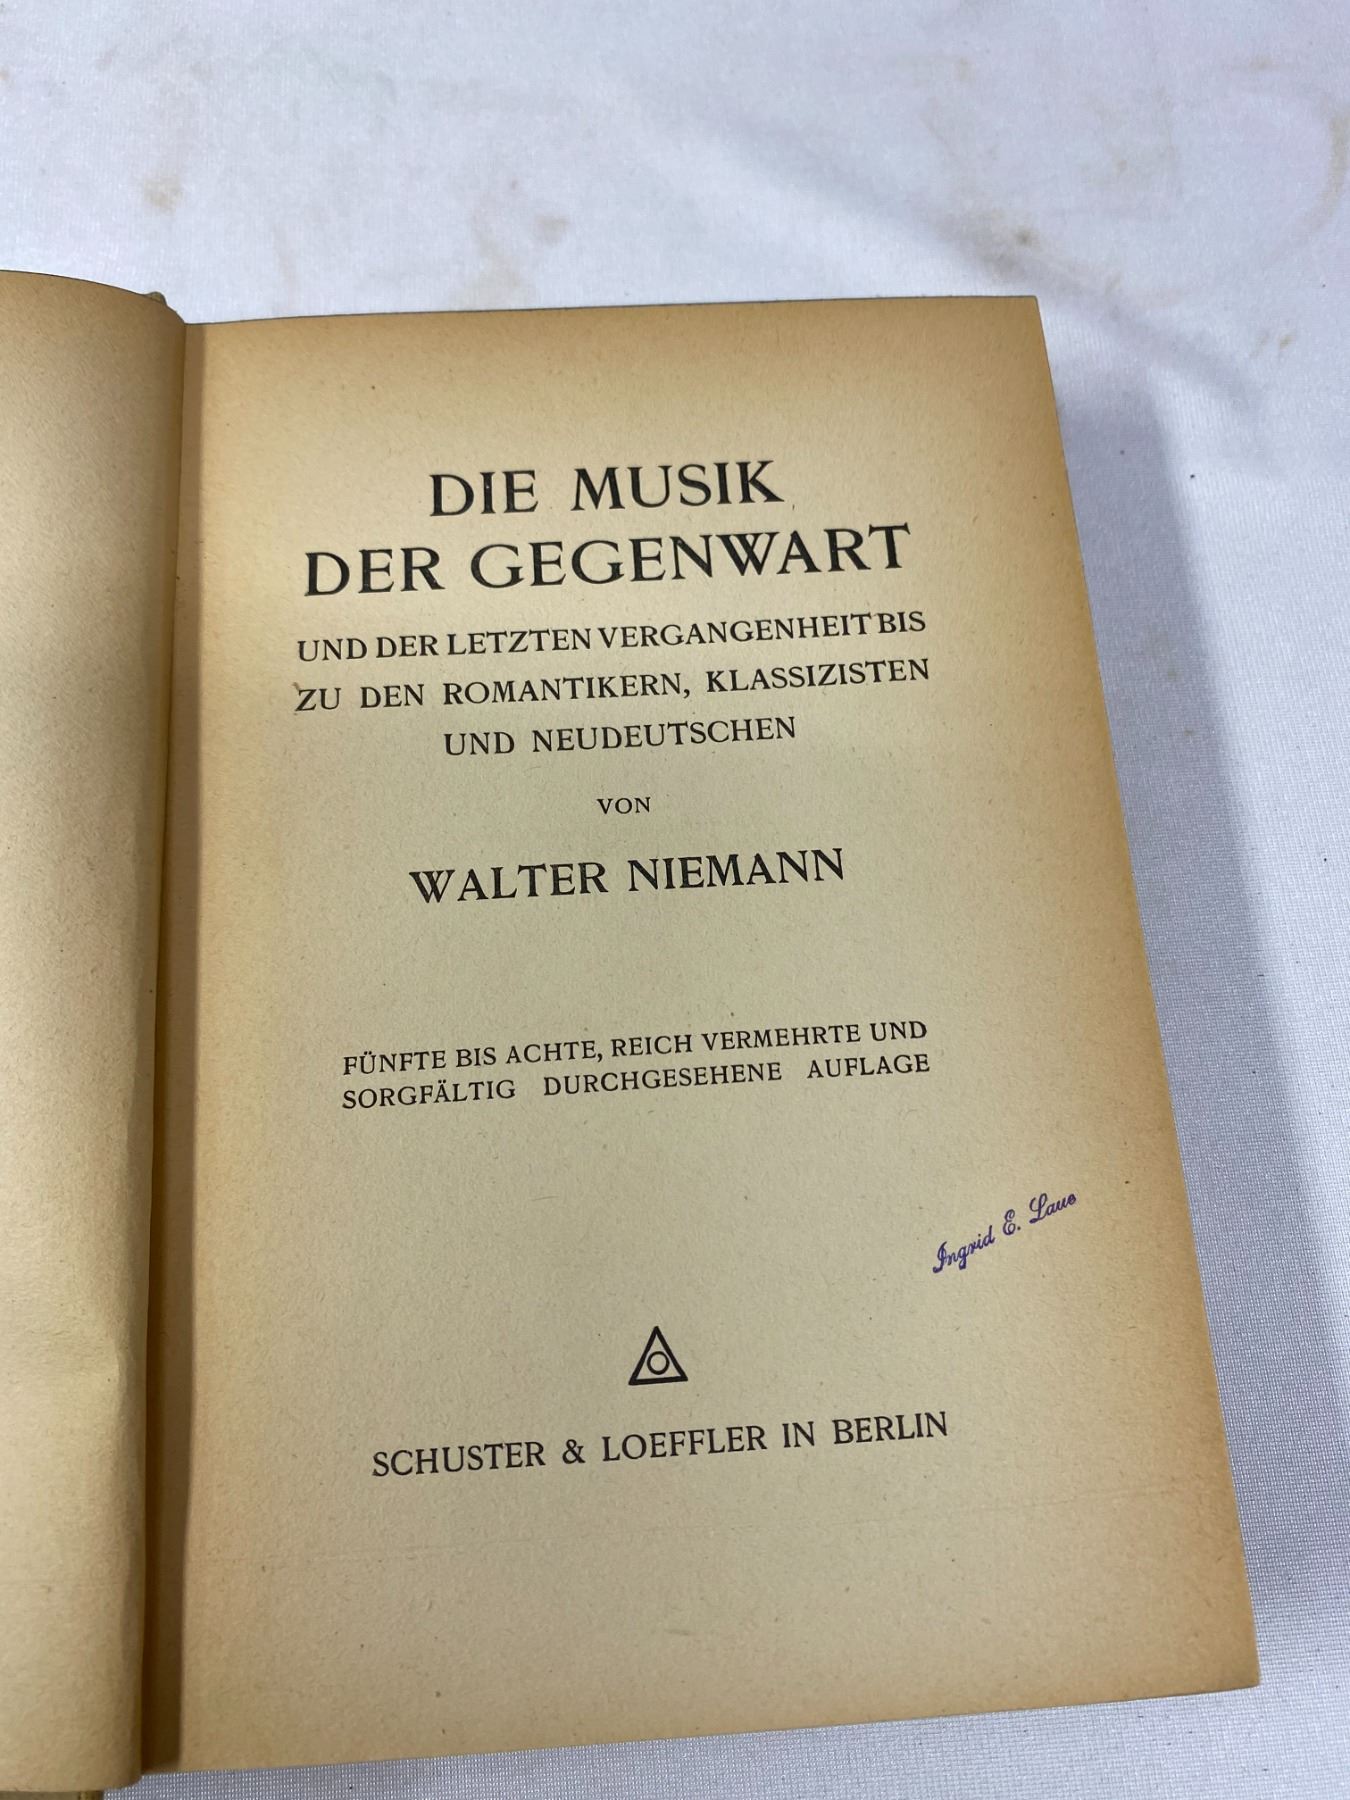 DIE MUSIK
DER GEGENWART
UND DER LETZTEN VERGANGENHEIT BIS
ZU DEN ROMANTIKERN, KLASSIZISTEN
UND NEUDEUTSCHEN
VON
WALTER NIEMANN
FÜNFTE BIS ACHTE, REICH VERMEHRTE UND
SORGFÄLTIG DURCHGESEHENE AUFLAGE
Ingrid E. Laue
SCHUSTER & LOEFFLER IN BERLIN